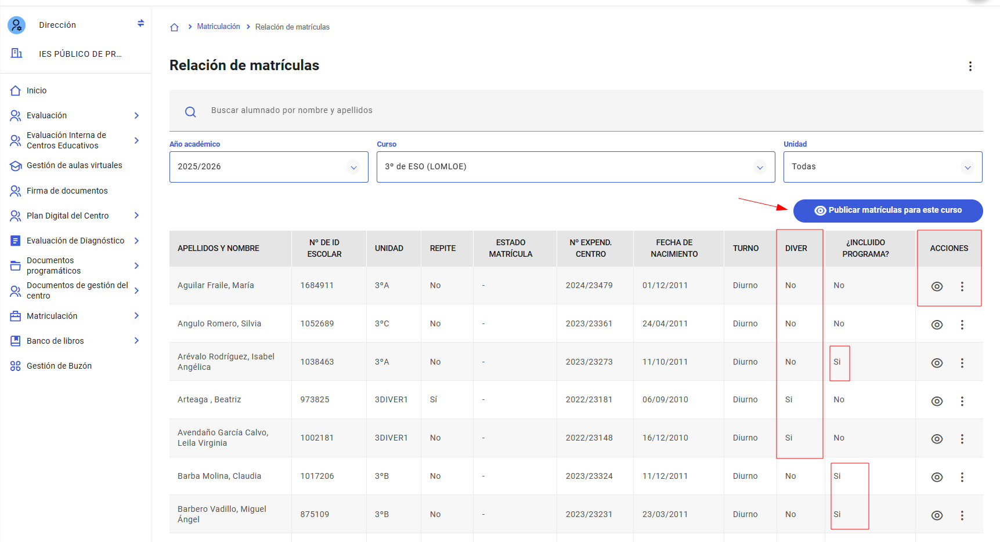 Dirección
IES PÚBLICO DE PR...
Inicio
Evaluación
Evaluación Interna de
Centros Educativos
Gestión de aulas virtuales
Firma de documentos
Plan Digital del Centro
Evaluación de Diagnóstico
Documentos
programáticos
Documentos de gestión del
centro
Matriculación
Banco de libros
Gestión de Buzón
Matriculación Relación de matrículas
Relación de matrículas
Buscar alumnado por nombre y apellidos
Año académico Curso Unidad
2025/2026 3º de ESO (LOMLOE) Todas
Publicar matrículas para este curso
APELLIDOS Y NOMBRE Nº DE ID ESCOLAR UNIDAD REPITE ESTADO MATRÍCULA Nº EXPEND. CENTRO FECHA DE NACIMIENTO TURNO DIVER ¿INCLUIDO PROGRAMA? ACCIONES
Aguilar Fraile, María 1684911 3ºA No - 2024/23479 01/12/2011 Diurno No No
Angulo Romero, Silvia 1052689 3ºC No - 2023/23361 24/04/2011 Diurno No No
Arévalo Rodríguez, Isabel Angélica 1038463 3ºA No - 2023/23273 11/10/2011 Diurno No Si
Arteaga , Beatriz 973825 3DIVER1 Sí - 2022/23181 06/09/2010 Diurno Si No
Avendaño García Calvo, Leila Virginia 1002181 3DIVER1 No - 2022/23148 16/12/2010 Diurno Si No
Barba Molina, Claudia 1017206 3ºB No - 2023/23324 11/12/2011 Diurno No Si
Barbero Vadillo, Miguel Ángel 875109 3ºB No - 2023/23231 23/03/2011 Diurno No Si